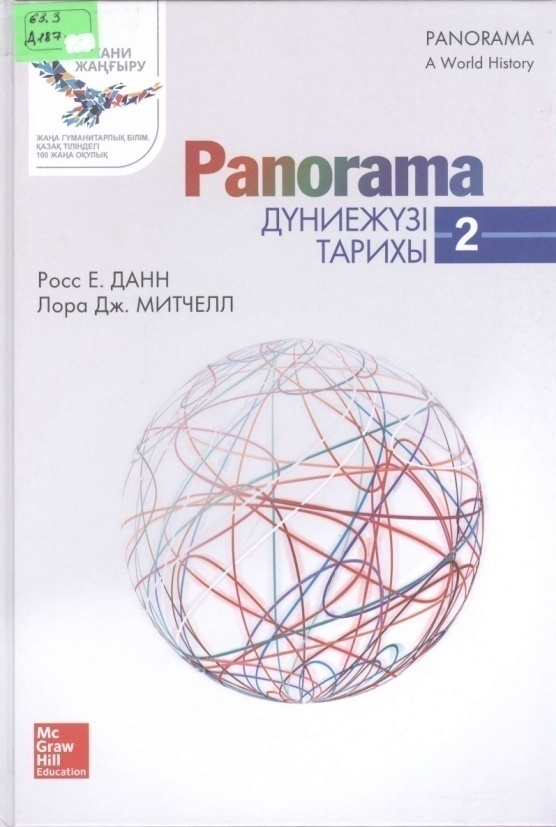 63.3
Д187
ЖАҢҒЫРУ
ЖАҢА ГУМАНИТАРЛЫҚ БІЛІМ.
ҚАЗАҚ ТІЛІНДЕГІ
100 ЖАҢА ОҚУЛЫҚ
PANORAMA
A World History
Panorama
ДҮНИЕЖҮЗІ
ТАРИХЫ
2
Росс Е. ДАНН
Лора Дж. МИТЧЕЛЛ
Mc
Graw
Hill
Education